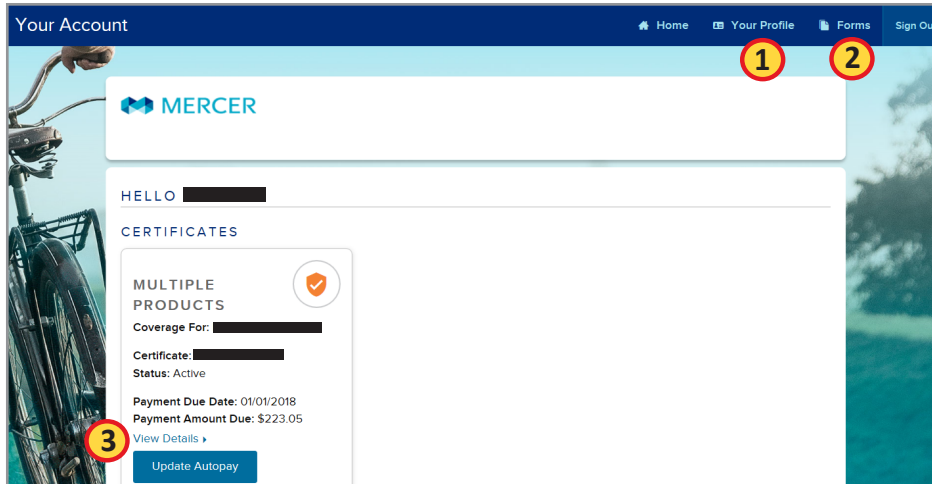 Your Account
Home
Your Profile
Forms
Sign Ou
1
2
MERCER
HELLO
CERTIFICATES
MULTIPLE
PRODUCTS
Coverage For:
Certificate:
Status: Active
Payment Due Date: 01/01/2018
Payment Amount Due: $223.05
3
View Details
Update Autopay